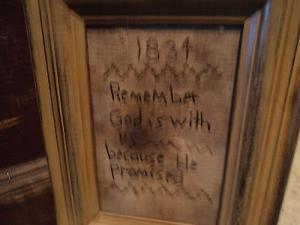 1834
Remember
God is with
us
because He
Promised